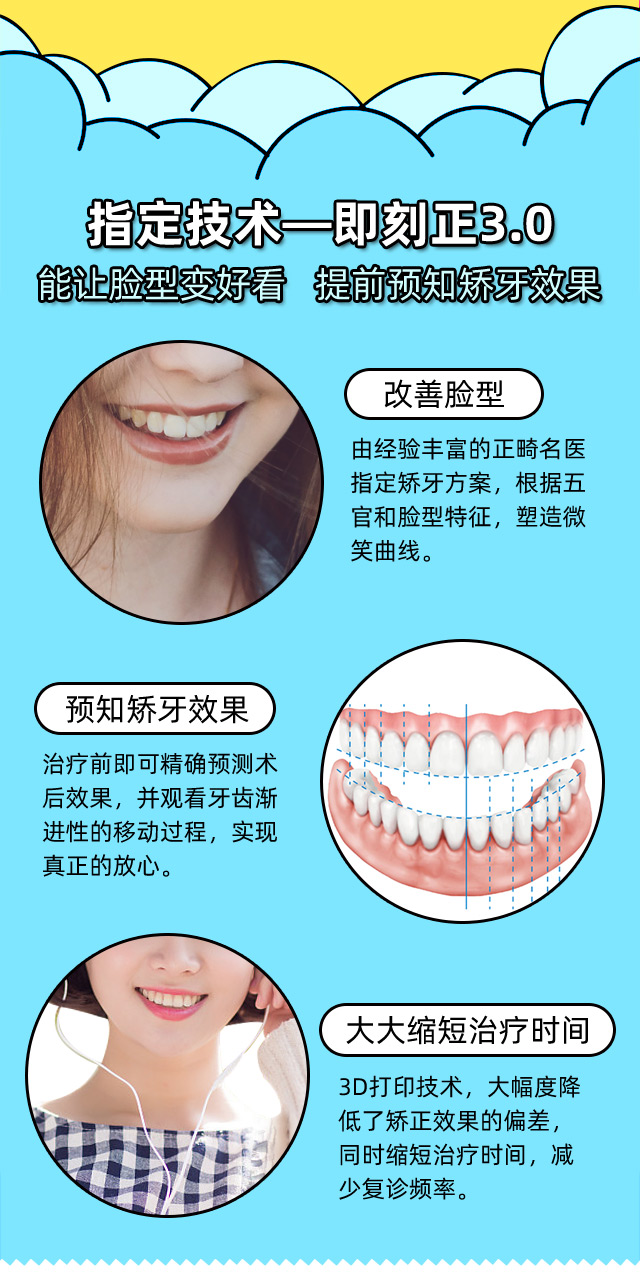 指定技术—即刻正3.0
能让脸型变好看 提前预知矫牙效果
改善脸型
由经验丰富的正畸名医
指定矫牙方案，根据五
官和脸型特征，塑造微
笑曲线。
预知矫牙效果
治疗前即可精确预测术
后效果，并观看牙齿渐
进性的移动过程，实现
真正的放心。
大大缩短治疗时间
3D打印技术，大幅度降
低了矫正效果的偏差，
同时缩短治疗时间，减
少复诊频率。